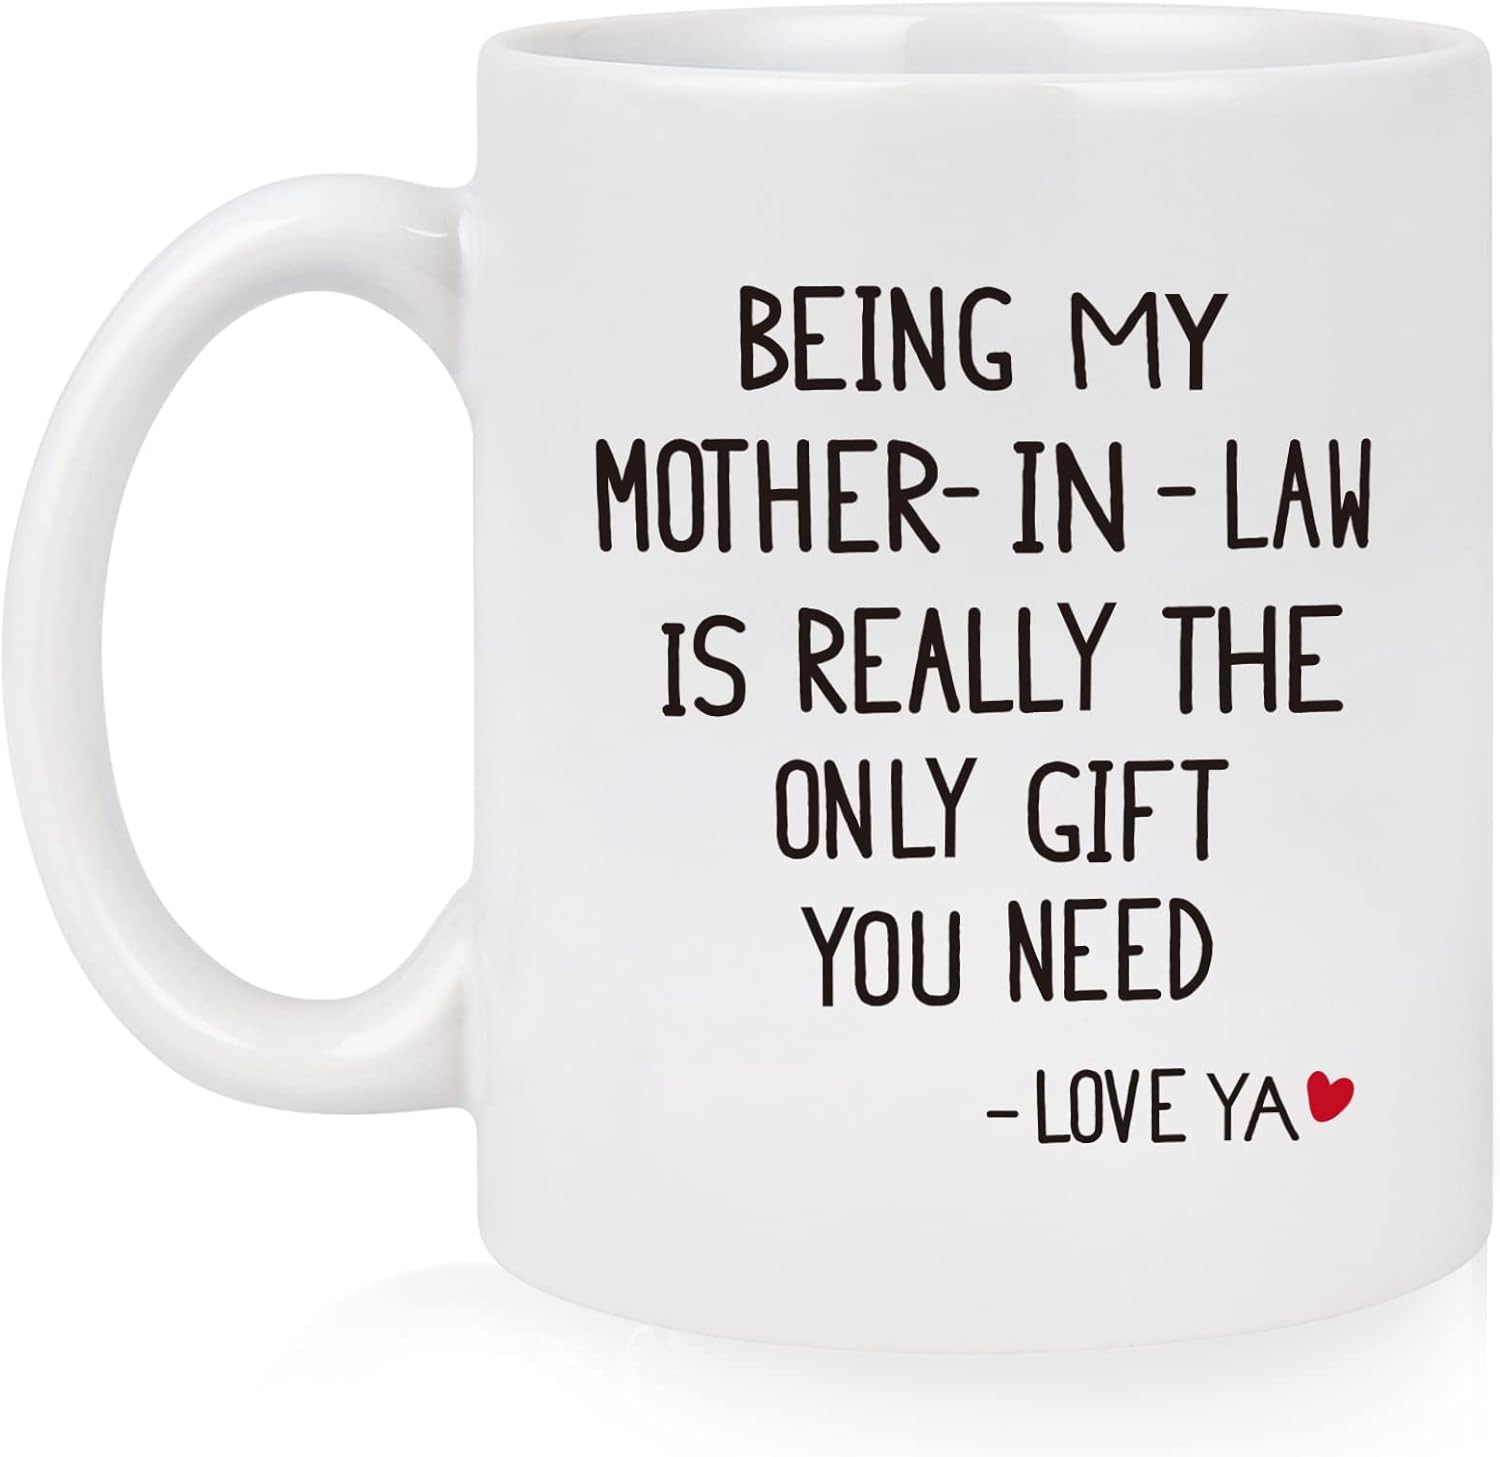 BEING MY
MOTHER-IN-LAW
IS REALLY THE
ONLY GIFT
YOU NEED
-LOVE YA